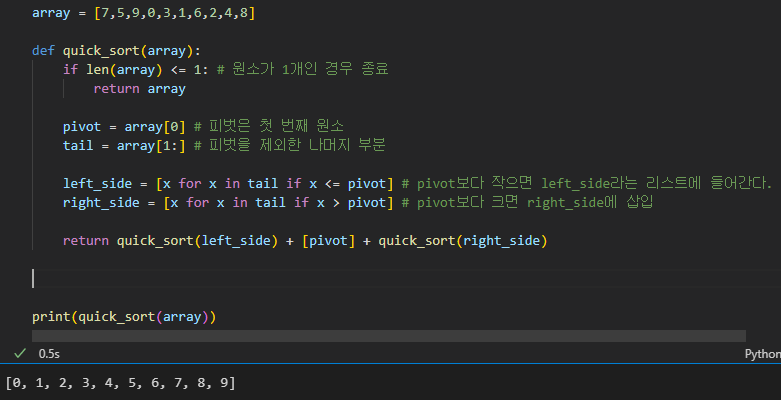 array = [7,5,9,0,3,1,6,2,4,8]
def quick_sort(array):
if len(array) <= 1: # 원소가 1개인 경우 종료
return array
pivot = array[0] # 피벗은 첫 번째 원소
tail = array[1:] # 피벗을 제외한 나머지 부분
left_side = [x for x in tail if x <= pivot] # pivot보다 작으면 left_side라는 리스트에 들어간다.
right_side = [x for x in tail if x > pivot] # pivot보다 크면 right_side에 삽입
return quick_sort(left_side) + [pivot] + quick_sort(right_side)
print(quick_sort(array))
✓ 0.5s
Python
[0, 1, 2, 3, 4, 5, 6, 7, 8, 9]